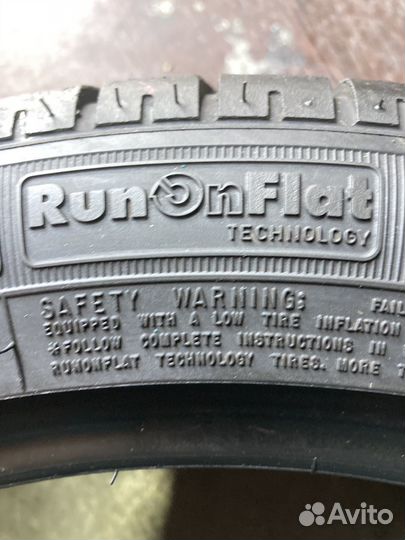 RunOnFlat
TECHNOLOGY
SAFETY WARNING:
EQUIPPED WITH A LOW TIRE INFLATION
*FOLLOW COMPLETE INSTRUCTIONS IN
RUNONFLAT TECHNOLOGY TIRES. MORE
Avito